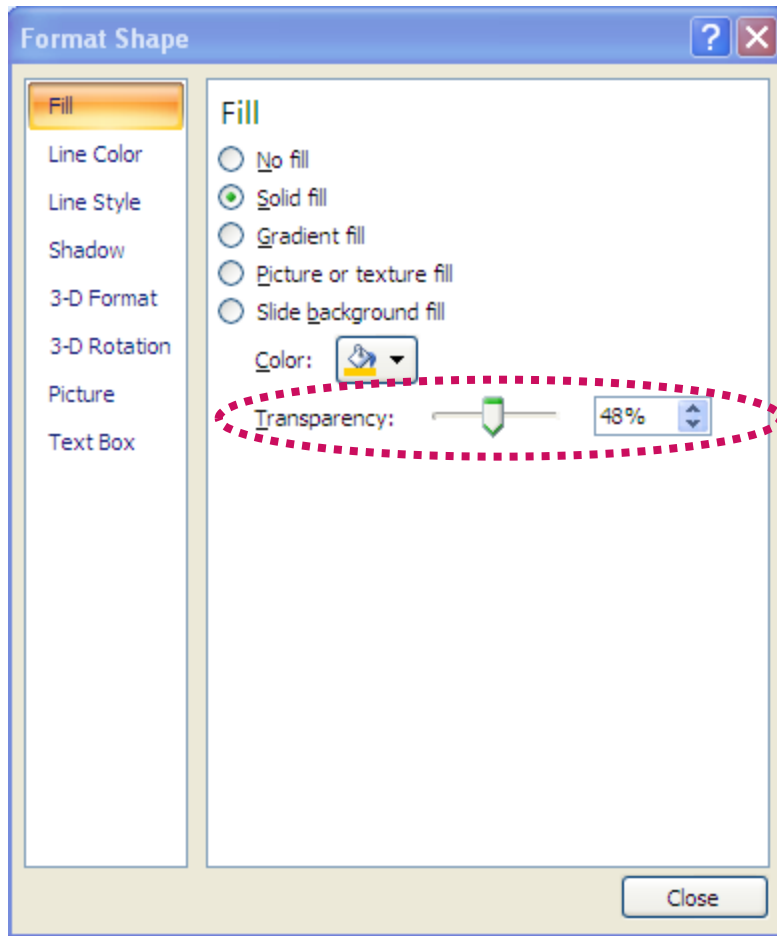 Format Shape
Fill
Line Color
Line Style
Shadow
3-D Format
3-D Rotation
Picture
Text Box
Fill
No fill
Solid fill
Gradient fill
Picture or texture fill
Slide background fill
Color:
Transparency: 48%
Close